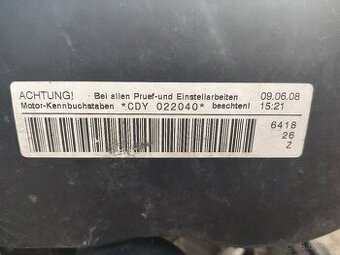 ACHTUNG! Bei allen Pruef-und Einstellarbeiten 09.06.08
Motor-Kennbuchstaben *CDY 022040* beachten! 15:21
6418
26
Z